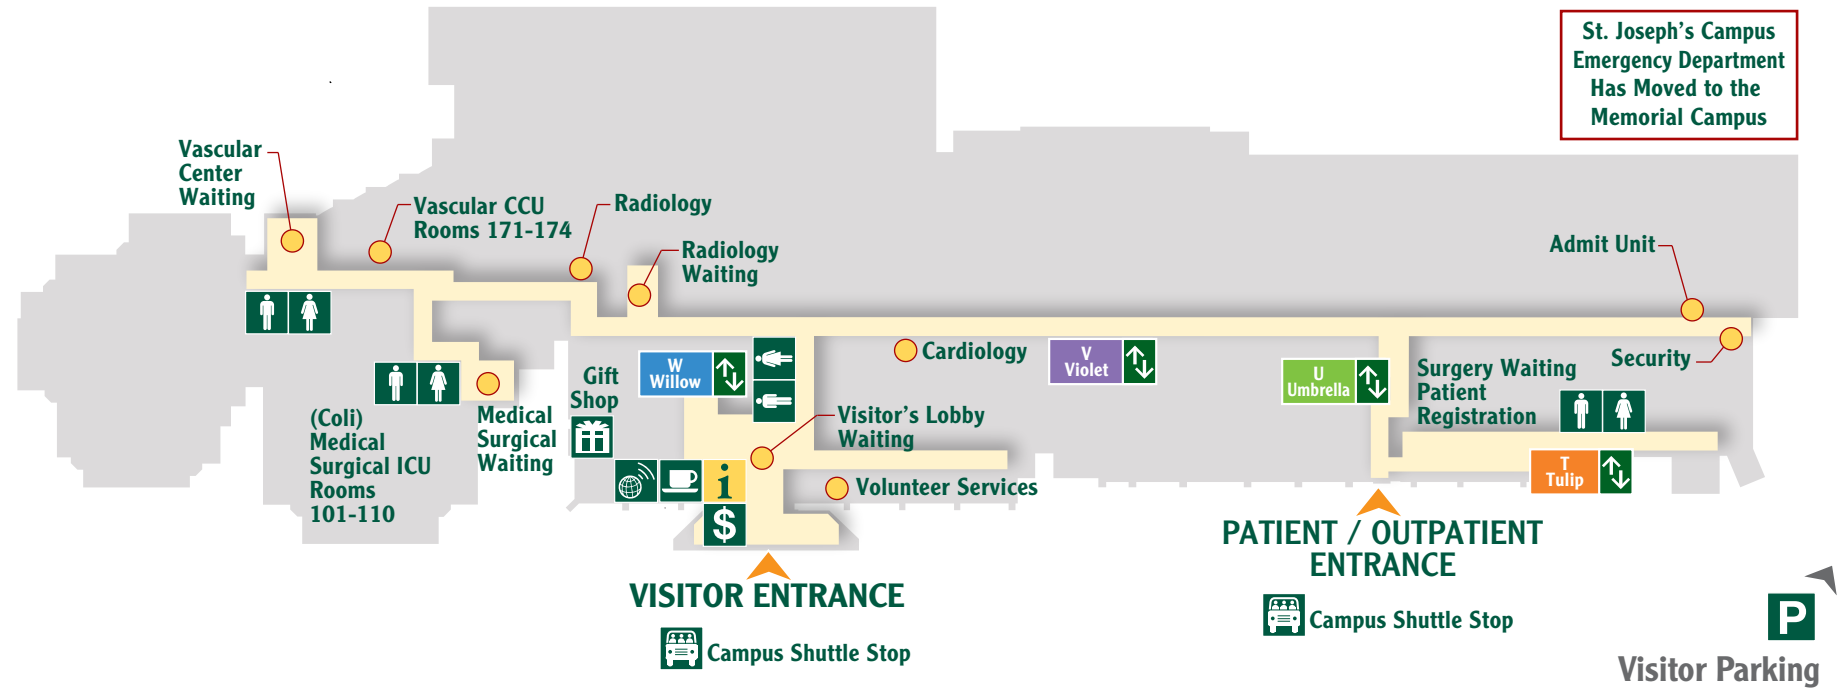 St. Joseph's Campus
Emergency Department
Has Moved to the
Memorial Campus
Vascular
Center
Waiting
Vascular CCU
Rooms 171-174
Radiology
Radiology
Waiting
Admit Unit
Security
Cardiology
V
Violet
W
Willow
U
Umbrella
Surgery Waiting
Patient
Registration
Gift
Shop
(Coli)
Medical
Surgical ICU
Rooms
101-110
Medical
Surgical
Waiting
Visitor's Lobby
Waiting
i
$
Volunteer Services
T
Tulip
VISITOR ENTRANCE
Campus Shuttle Stop
PATIENT / OUTPATIENT
ENTRANCE
Campus Shuttle Stop
P
Visitor Parking